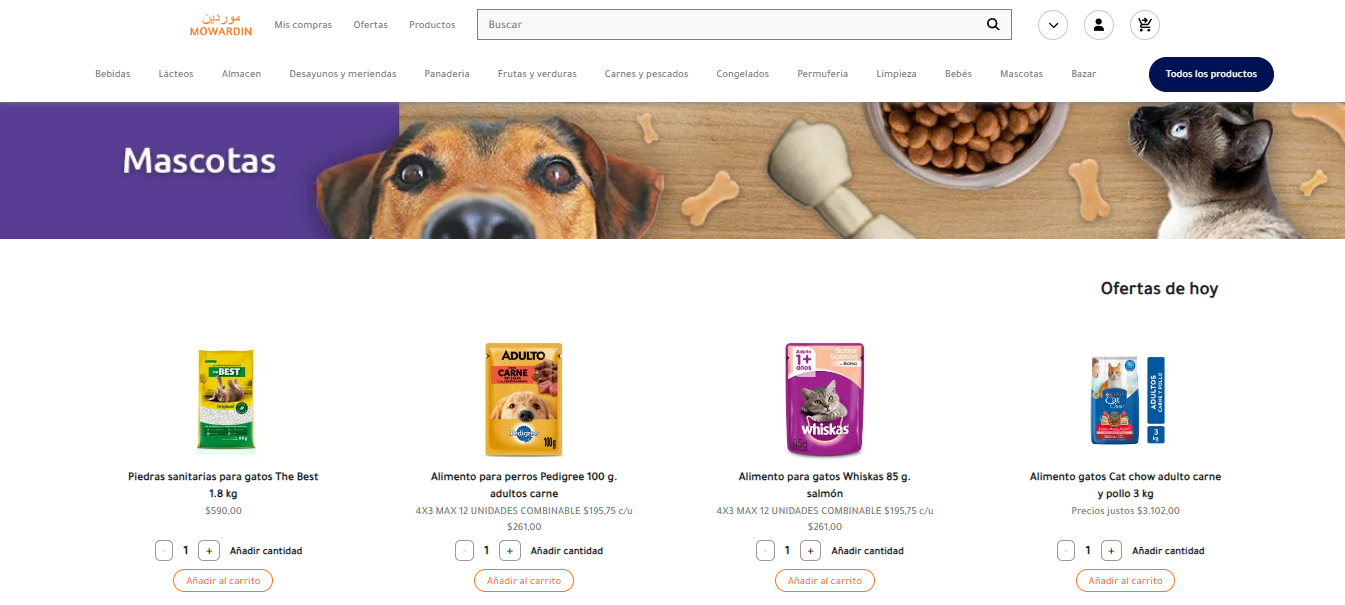 موردين
MOWARDIN
Mis compras
Ofertas
Productos
Buscar
Bebidas
Lácteos
Almacen
Desayunos y meriendas
Panaderia
Frutas y verduras
Carnes y pescados
Congelados
Permuferia
Limpieza
Bebés
Mascotas
Bazar
Todos los productos
Mascotas
Ofertas de hoy
THE BEST
Original
ADULTO
CARNE
Pedigree
100g
Adulto
1+
años
Sabor
Salmón
whiskas
85g
Cat
Chow
ADULTOS
CARNE Y POLLO
3
kg
Piedras sanitarias para gatos The Best
1.8 kg
$590,00
- 1 + Añadir cantidad
Añadir al carrito
Alimento para perros Pedigree 100 g.
adultos carne
4X3 MAX 12 UNIDADES COMBINABLE $195,75 c/u
$261,00
- 1 + Añadir cantidad
Añadir al carrito
Alimento para gatos Whiskas 85 g.
salmón
4X3 MAX 12 UNIDADES COMBINABLE $195,75 c/u
$261,00
- 1 + Añadir cantidad
Añadir al carrito
Alimento gatos Cat chow adulto carne
y pollo 3 kg
Precios justos $3.102,00
- 1 + Añadir cantidad
Añadir al carrito